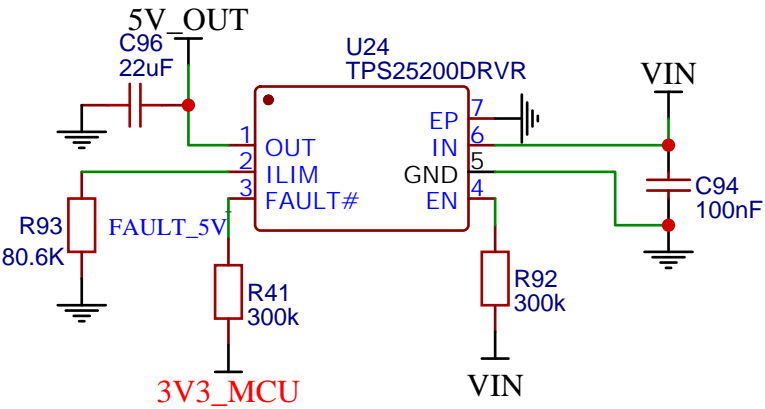 5V_OUT
C96
22uF
U24
TPS25200DRVR
VIN
7
EP
1
6
OUT
IN
2
5
ILIM
GND
3
4
FAULT#
EN
C94
100nF
R93
80.6K
FAULT_5V
R41
300k
R92
300k
3V3_MCU
VIN